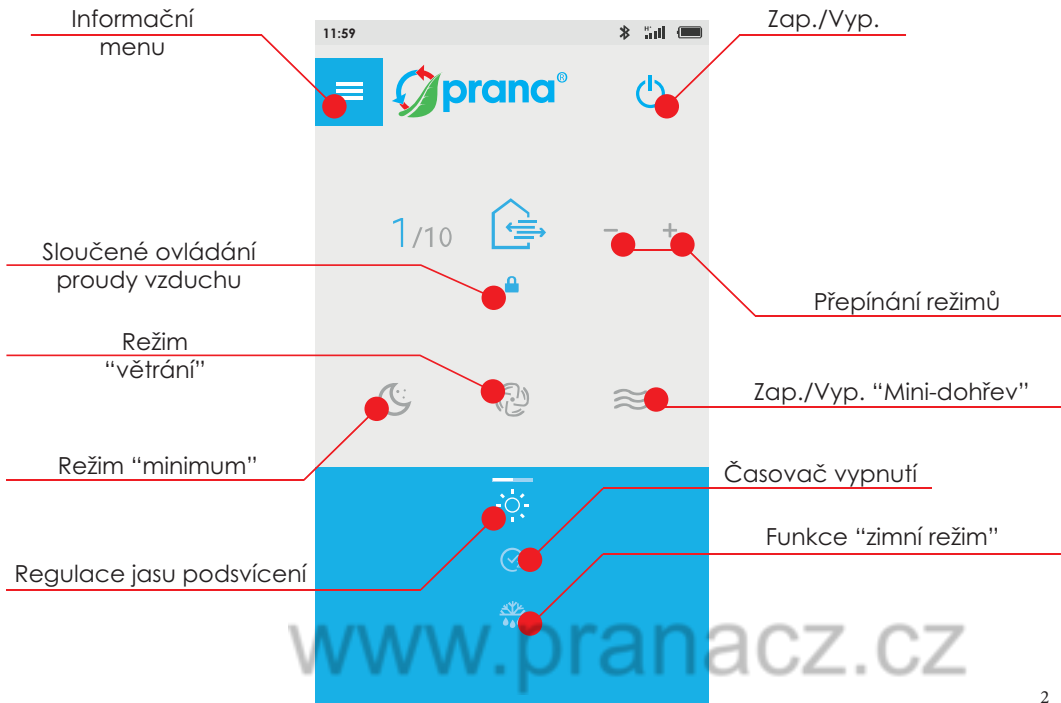 Informační
menu
Zap./Vyp.
11:59
prana®
1/10
- +
Sloučené ovládání
proudy vzduchu
Přepínání režimů
Režim
“větrání”
Zap./Vyp. “Mini-dohřev”
Režim “minimum”
Časovač vypnutí
Funkce “zimní režim”
Regulace jasu podsvícení
www.pranacz.cz
2